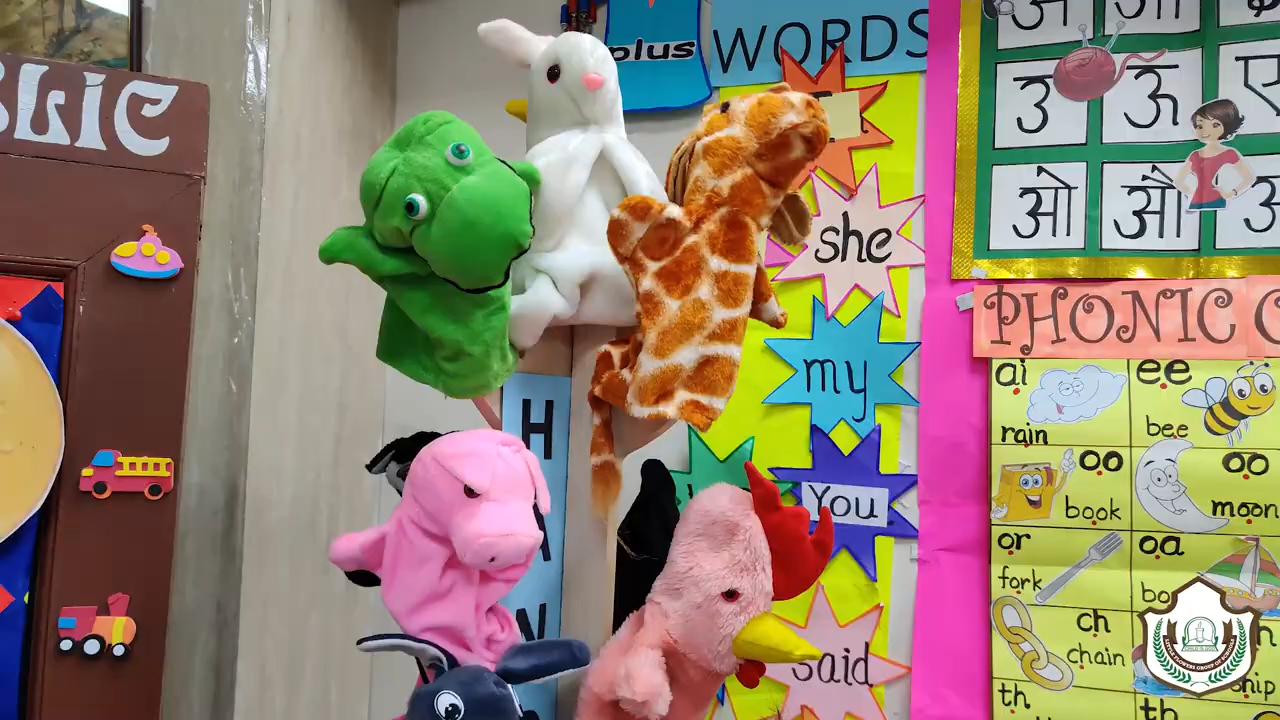 BLIC
plus
WORDS
she
my
You
said
H
A
N
उ
ऊ
ए
ओ
औ
PHONIC
ai
rain
ee
bee
oo
book
oo
moon
or
fork
oa
ch
chain
th
th